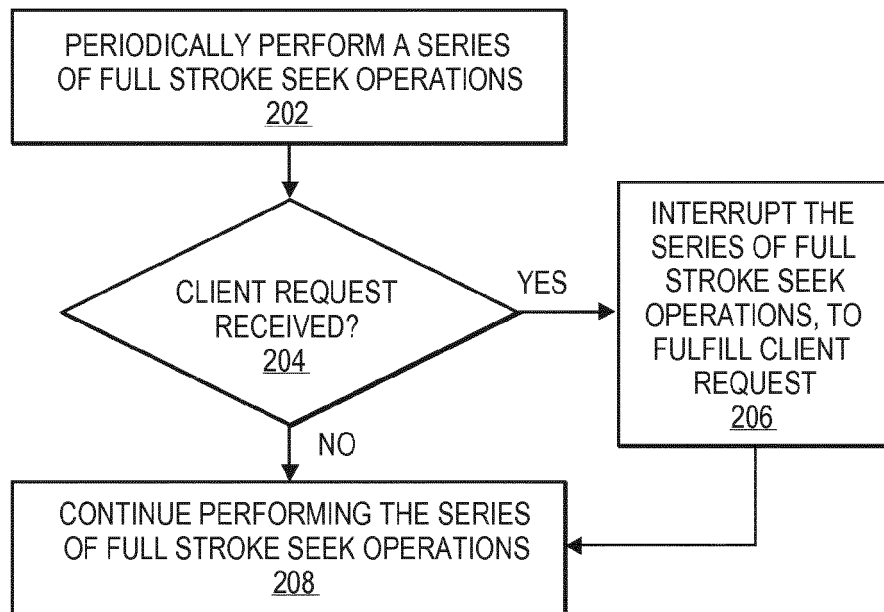 PERIODICALLY PERFORM A SERIES
OF FULL STROKE SEEK OPERATIONS
202
CLIENT REQUEST
RECEIVED?
204
YES
INTERRUPT THE
SERIES OF FULL
STROKE SEEK
OPERATIONS, TO
FULFILL CLIENT
REQUEST
206
NO
CONTINUE PERFORMING THE SERIES
OF FULL STROKE SEEK OPERATIONS
208